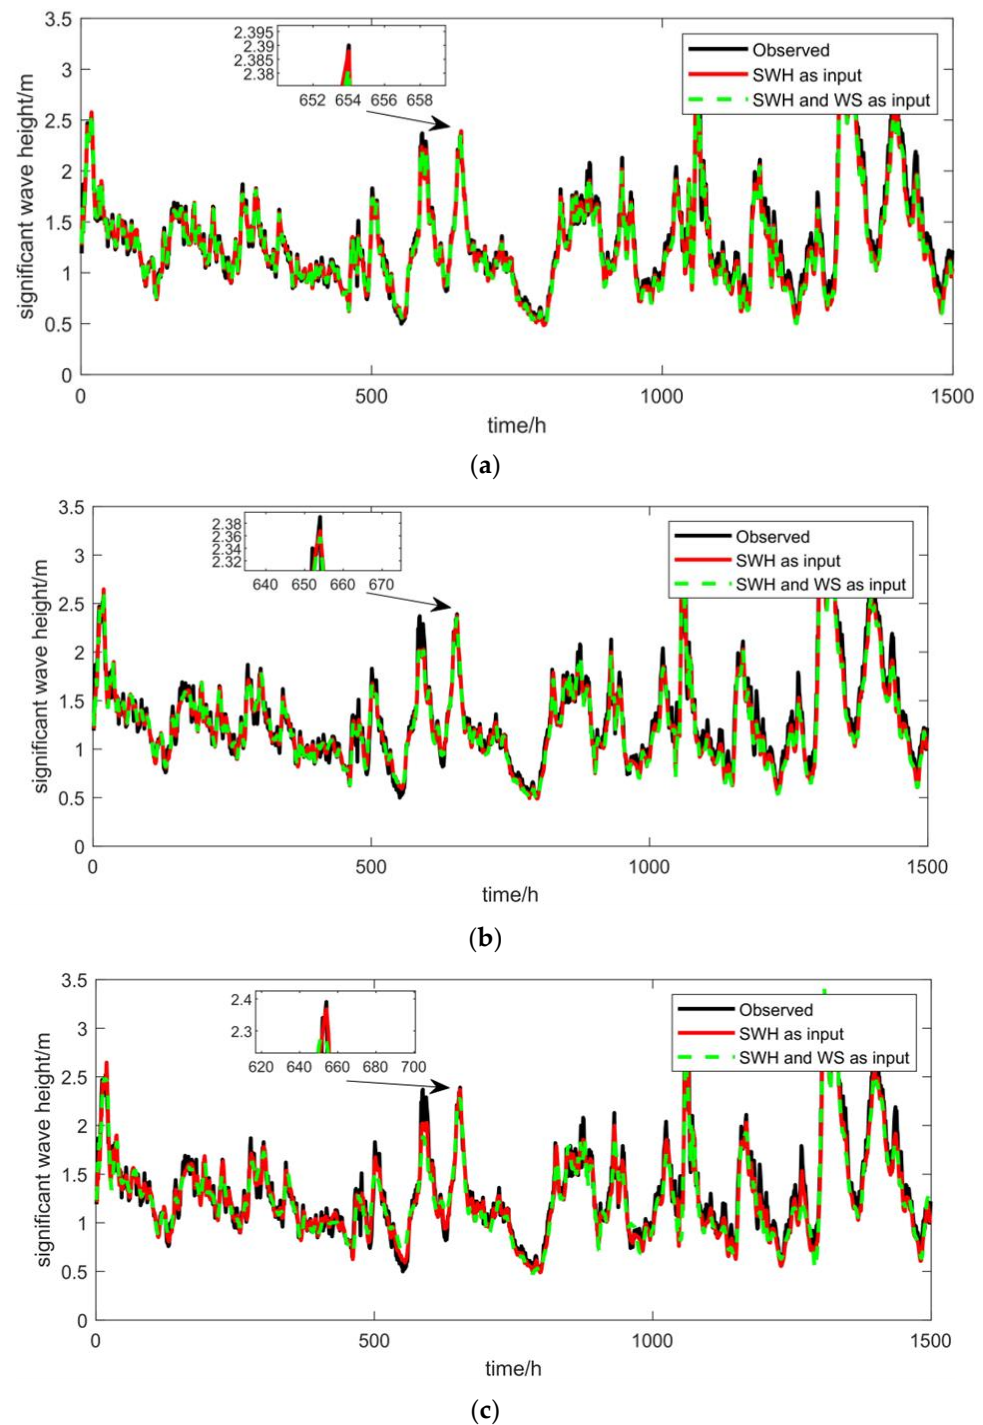 3.5
3
2.5
2
1.5
1
0.5
0
significant wave height/m
2.395
2.39
2.385
2.38
652 654 656 658
Observed
SWH as input
SWH and WS as input
0 500 1000 1500
time/h
(a)
3.5
3
2.5
2
1.5
1
0.5
0
significant wave height/m
2.38
2.36
2.34
2.32
640 650 660 670
Observed
SWH as input
SWH and WS as input
0 500 1000 1500
time/h
(b)
3.5
3
2.5
2
1.5
1
0.5
0
significant wave height/m
2.4
2.3
620 640 660 680 700
Observed
SWH as input
SWH and WS as input
0 500 1000 1500
time/h
(c)